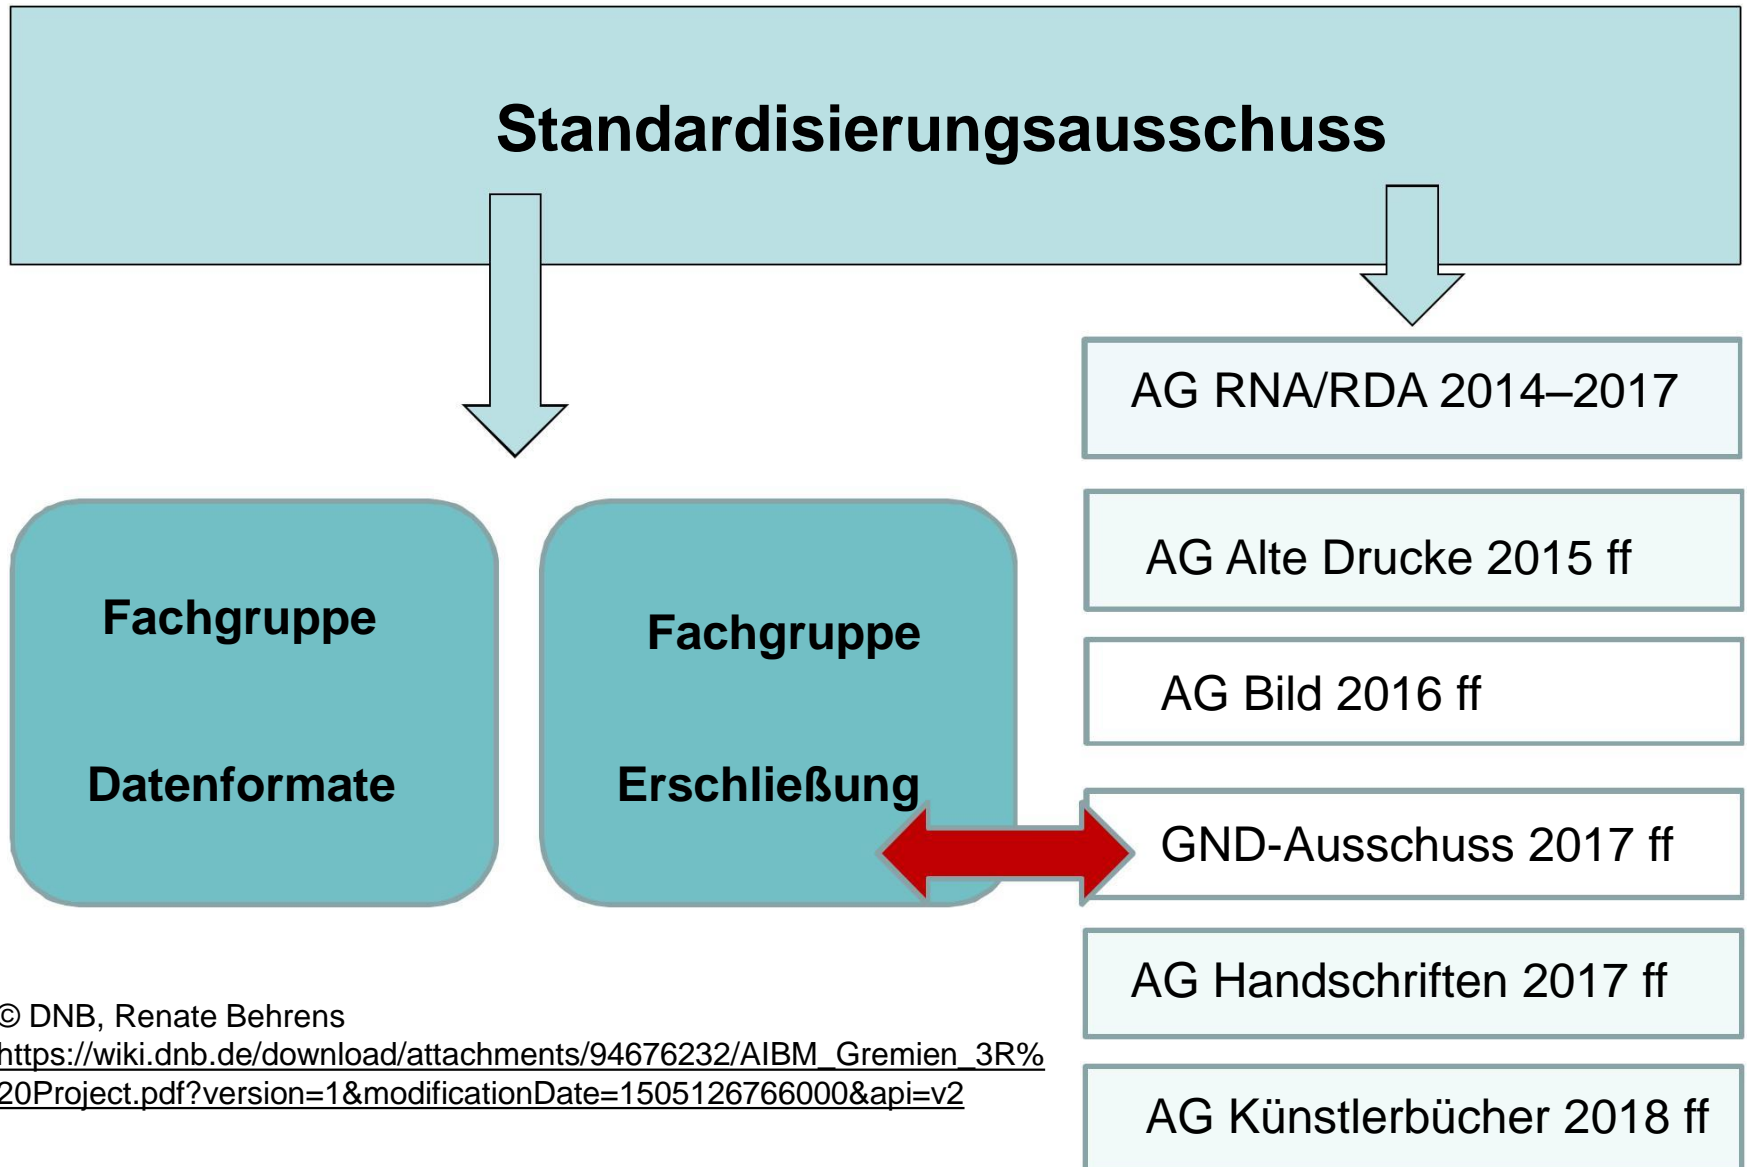 Standardisierungsausschuss
Fachgruppe
Datenformate
Fachgruppe
Erschließung
AG RNA/RDA 2014–2017
AG Alte Drucke 2015 ff
AG Bild 2016 ff
GND-Ausschuss 2017 ff
AG Handschriften 2017 ff
AG Künstlerbücher 2018 ff
© DNB, Renate Behrens
https://wiki.dnb.de/download/attachments/94676232/AIBM_Gremien_3R%
20Project.pdf?version=1&modificationDate=1505126766000&api=v2